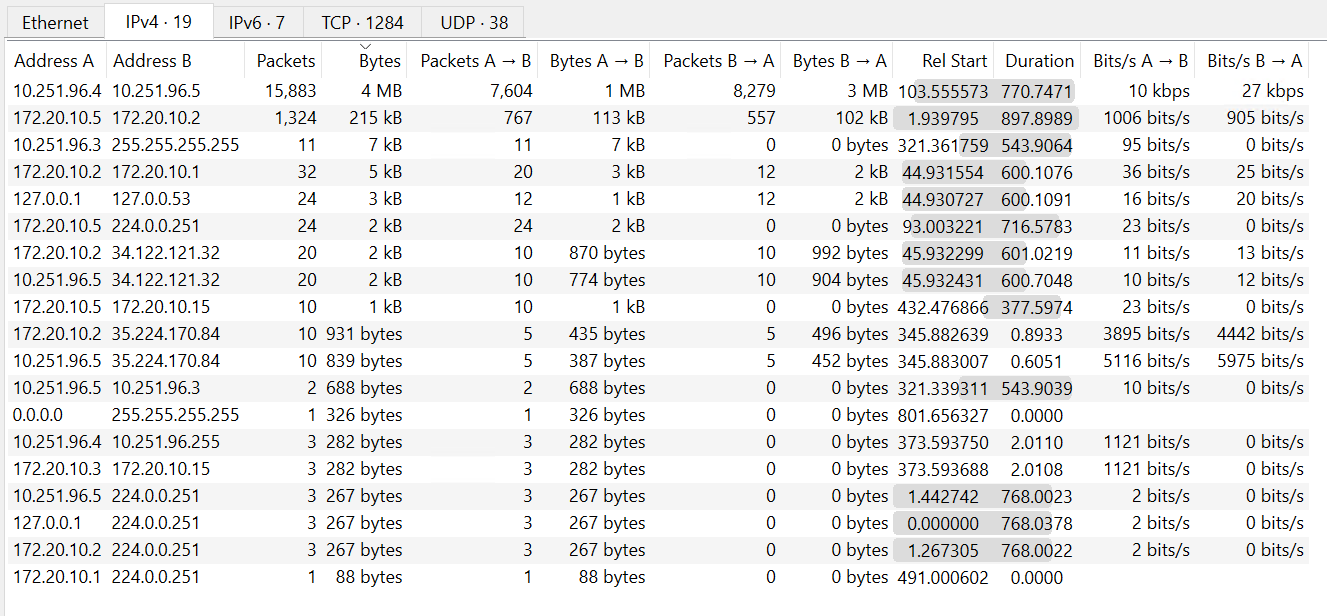 Ethernet IPv4 · 19 IPv6 · 7 TCP · 1284 UDP · 38
Address A Address B Packets Bytes Packets A → B Bytes A → B Packets B → A Bytes B → A Rel Start Duration Bits/s A → B Bits/s B → A
10.251.96.4 10.251.96.5 15,883 4 MB 7,604 1 MB 8,279 3 MB 103.555573 770.7471 10 kbps 27 kbps
172.20.10.5 172.20.10.2 1,324 215 kB 767 113 kB 557 102 kB 1.939795 897.8989 1006 bits/s 905 bits/s
10.251.96.3 255.255.255.255 11 7 kB 11 7 kB 0 0 bytes 321.361759 543.9064 95 bits/s 0 bits/s
172.20.10.2 172.20.10.1 32 5 kB 20 3 kB 12 2 kB 44.931554 600.1076 36 bits/s 25 bits/s
127.0.0.1 127.0.0.53 24 3 kB 12 1 kB 12 2 kB 44.930727 600.1091 16 bits/s 20 bits/s
172.20.10.5 224.0.0.251 24 2 kB 24 2 kB 0 0 bytes 93.003221 716.5783 23 bits/s 0 bits/s
172.20.10.2 34.122.121.32 20 2 kB 10 870 bytes 10 992 bytes 45.932299 601.0219 11 bits/s 13 bits/s
10.251.96.5 34.122.121.32 20 2 kB 10 774 bytes 10 904 bytes 45.932431 600.7048 10 bits/s 12 bits/s
172.20.10.5 172.20.10.15 10 1 kB 10 1 kB 0 0 bytes 432.476866 377.5974 23 bits/s 0 bits/s
172.20.10.2 35.224.170.84 10 931 bytes 5 435 bytes 5 496 bytes 345.882639 0.8933 3895 bits/s 4442 bits/s
10.251.96.5 35.224.170.84 10 839 bytes 5 387 bytes 5 452 bytes 345.883007 0.6051 5116 bits/s 5975 bits/s
10.251.96.5 10.251.96.3 2 688 bytes 2 688 bytes 0 0 bytes 321.339311 543.9039 10 bits/s 0 bits/s
0.0.0.0 255.255.255.255 1 326 bytes 1 326 bytes 0 0 bytes 801.656327 0.0000
10.251.96.4 10.251.96.255 3 282 bytes 3 282 bytes 0 0 bytes 373.593750 2.0110 1121 bits/s 0 bits/s
172.20.10.3 172.20.10.15 3 282 bytes 3 282 bytes 0 0 bytes 373.593688 2.0108 1121 bits/s 0 bits/s
10.251.96.5 224.0.0.251 3 267 bytes 3 267 bytes 0 0 bytes 1.442742 768.0023 2 bits/s 0 bits/s
127.0.0.1 224.0.0.251 3 267 bytes 3 267 bytes 0 0 bytes 0.000000 768.0378 2 bits/s 0 bits/s
172.20.10.2 224.0.0.251 3 267 bytes 3 267 bytes 0 0 bytes 1.267305 768.0022 2 bits/s 0 bits/s
172.20.10.1 224.0.0.251 1 88 bytes 1 88 bytes 0 0 bytes 491.000602 0.0000